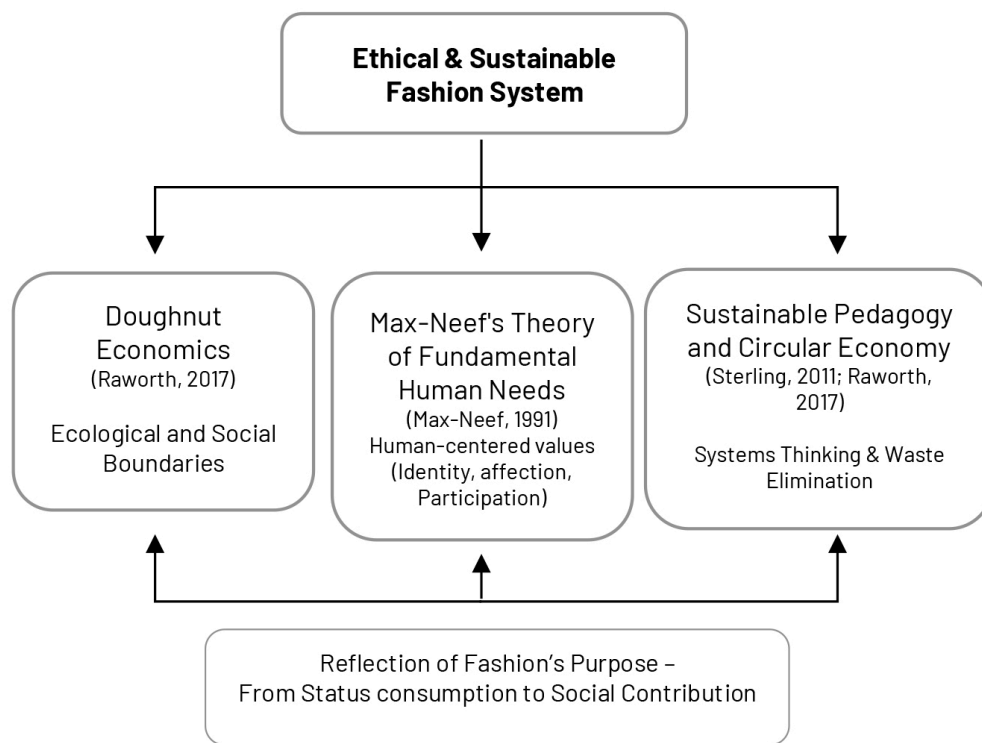 Ethical & Sustainable
Fashion System
Doughnut
Economics
(Raworth, 2017)
Ecological and Social
Boundaries
Max-Neef's Theory
of Fundamental
Human Needs
(Max-Neef, 1991)
Human-centered values
(Identity, affection,
Participation)
Sustainable Pedagogy
and Circular Economy
(Sterling, 2011; Raworth,
2017)
Systems Thinking & Waste
Elimination
Reflection of Fashion’s Purpose –
From Status consumption to Social Contribution